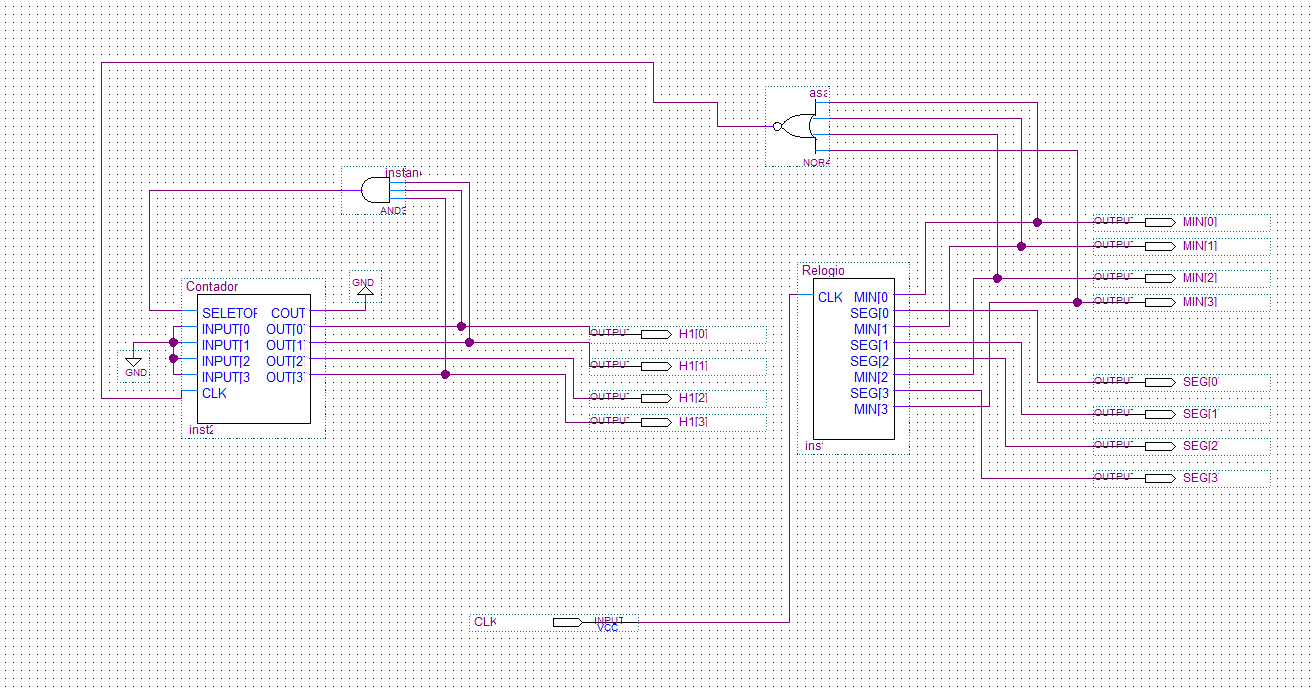 asa
NOR4
instan
AND3
OUTPUT MIN[0]
OUTPUT MIN[1]
OUTPUT MIN[2]
OUTPUT MIN[3]
Relogio
CLK MIN[0
SEG[0
MIN[1
SEG[1
SEG[2
MIN[2
SEG[3
MIN[3
ins
Contador
GND
SELETOF COUT
INPUT[0 OUT[0
INPUT[1 OUT[1
INPUT[2 OUT[2
INPUT[3 OUT[3
CLK
inst2
GND
OUTPUT H1[0]
OUTPUT H1[1]
OUTPUT H1[2]
OUTPUT H1[3]
OUTPUT SEG[0
OUTPUT SEG[1
OUTPUT SEG[2
OUTPUT SEG[3
CLK INPUT
VCC